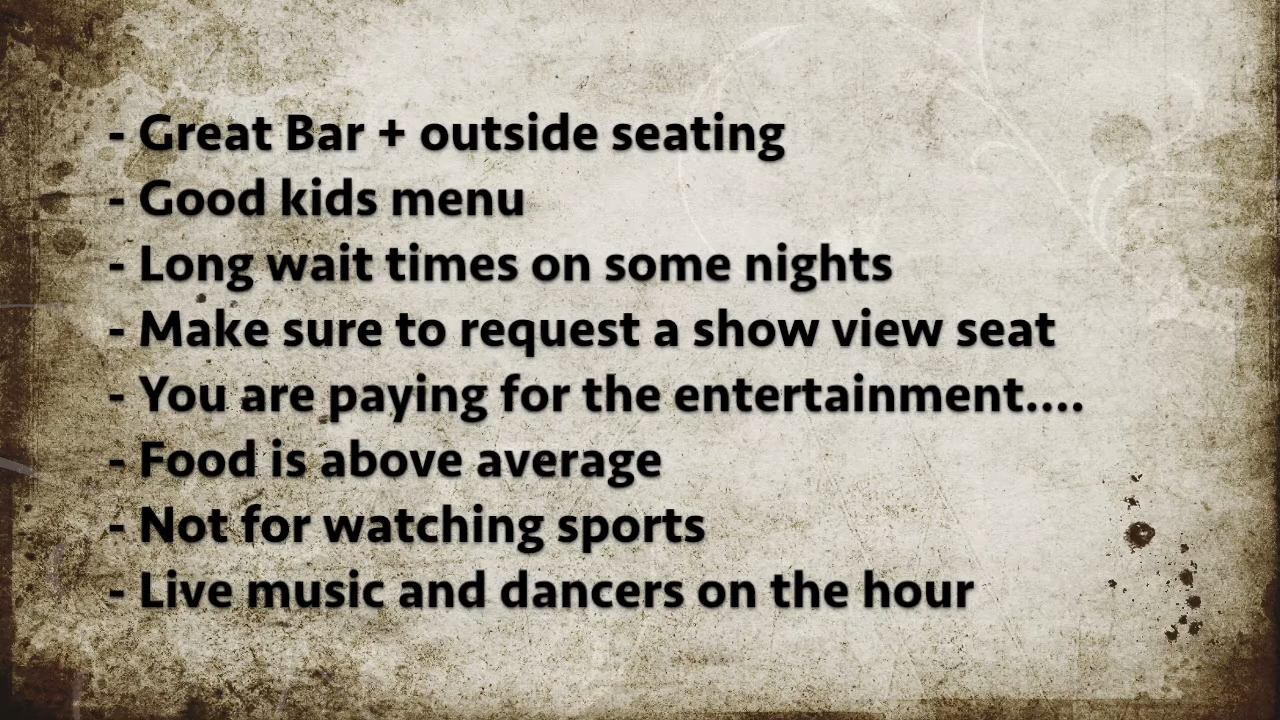 - Great Bar + outside seating
- Good kids menu
- Long wait times on some nights
- Make sure to request a show view seat
- You are paying for the entertainment....
- Food is above average
- Not for watching sports
- Live music and dancers on the hour